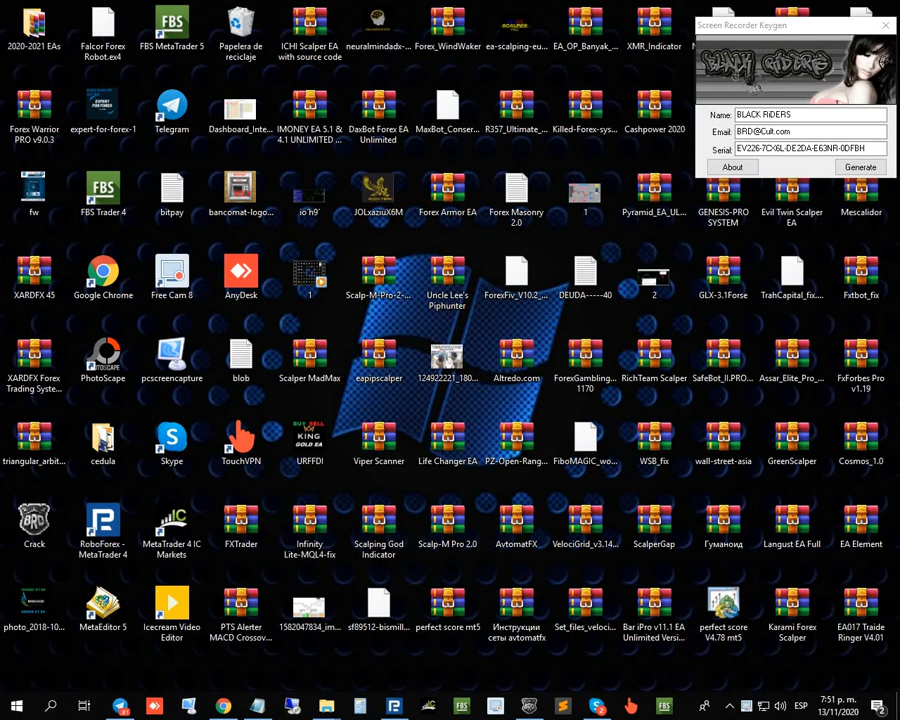 2020-2021 EAs
Falcor Forex
Robot.ex4
FBS MetaTrader 5
Papelera de
reciclaje
ICHI Scalper EA
with source code
neuralmindadx-...
Forex_WindWaker
ea-scalping-eu...
EA_OP_Banyak_...
XMR_Indicator
Screen Recorder Keygen
BLACK RiDERS
Name: BLACK RiDERS
Email: BRD@Cult.com
Serial: EV226-7CX6L-DE2DA-E63NR-0DFBH
About
Generate
Forex Warrior
PRO v9.0.3
expert-for-forex-1
Telegram
Dashboard_Inte...
IMONEY EA 5.1 &
4.1 UNLIMITED ...
DaxBot Forex EA
Unlimited
MaxBot_Conser...
R357_Ultimate_...
Killed-Forex-sys...
Cashpower 2020
fw
FBS Trader 4
bitpay
bancomat-logo...
io h9'
JOLxaziuX6M
Forex Armor EA
Forex Masonry
2.0
1
Pyramid_EA_UL...
GENESIS-PRO
SYSTEM
Evil Twin Scalper
EA
Mescalidor
XARDFX 45
Google Chrome
Free Cam 8
AnyDesk
1
Scalp-M-Pro-2-...
Uncle Lee's
Piphunter
ForexFiv_V10.2_...
DEUDA-----40
2
GLX-3.1Forse
TrahCapital_fix....
Fxtbot_fix
XARDFX Forex
Trading Syste...
PhotoScape
pcscreencapture
blob
Scalper MadMax
eapipscalper
124922221_180...
Altredo.com
ForexGambling...
1170
RichTeam Scalper
SafeBot_II.PRO...
Assar_Elite_Pro_...
FxForbes Pro
v1.19
triangular_arbit...
cedula
Skype
TouchVPN
BUY SELL
KING
GOLD EA
URFFDI
Viper Scanner
Life Changer EA
PZ-Open-Rang...
FiboMAGIC_wo...
WSB_fix
wall-street-asia
GreenScalper
Cosmos_1.0
Crack
RoboForex -
MetaTrader 4
MetaTrader 4 IC
Markets
FXTrader
Infinity
Lite-MQL4-fix
Scalping God
Indicator
Scalp-M Pro 2.0
AvtomatFX
VelociGrid_v3.14...
ScalperGap
Гуманоид
Langust EA Full
EA Element
photo_2018-10...
MetaEditor 5
Icecream Video
Editor
PTS Alerter
MACD Crossov...
1582047834_im...
sf89512-bismill...
perfect score mt5
Инструкции
сеты avtomatfx
Set_files_veloci...
Bar iPro v11.1 EA
Unlimited Versi...
perfect score
V4.78 mt5
Karami Forex
Scalper
EA017 Traide
Ringer V4.01
ESP
7:51 p. m.
13/11/2020
2